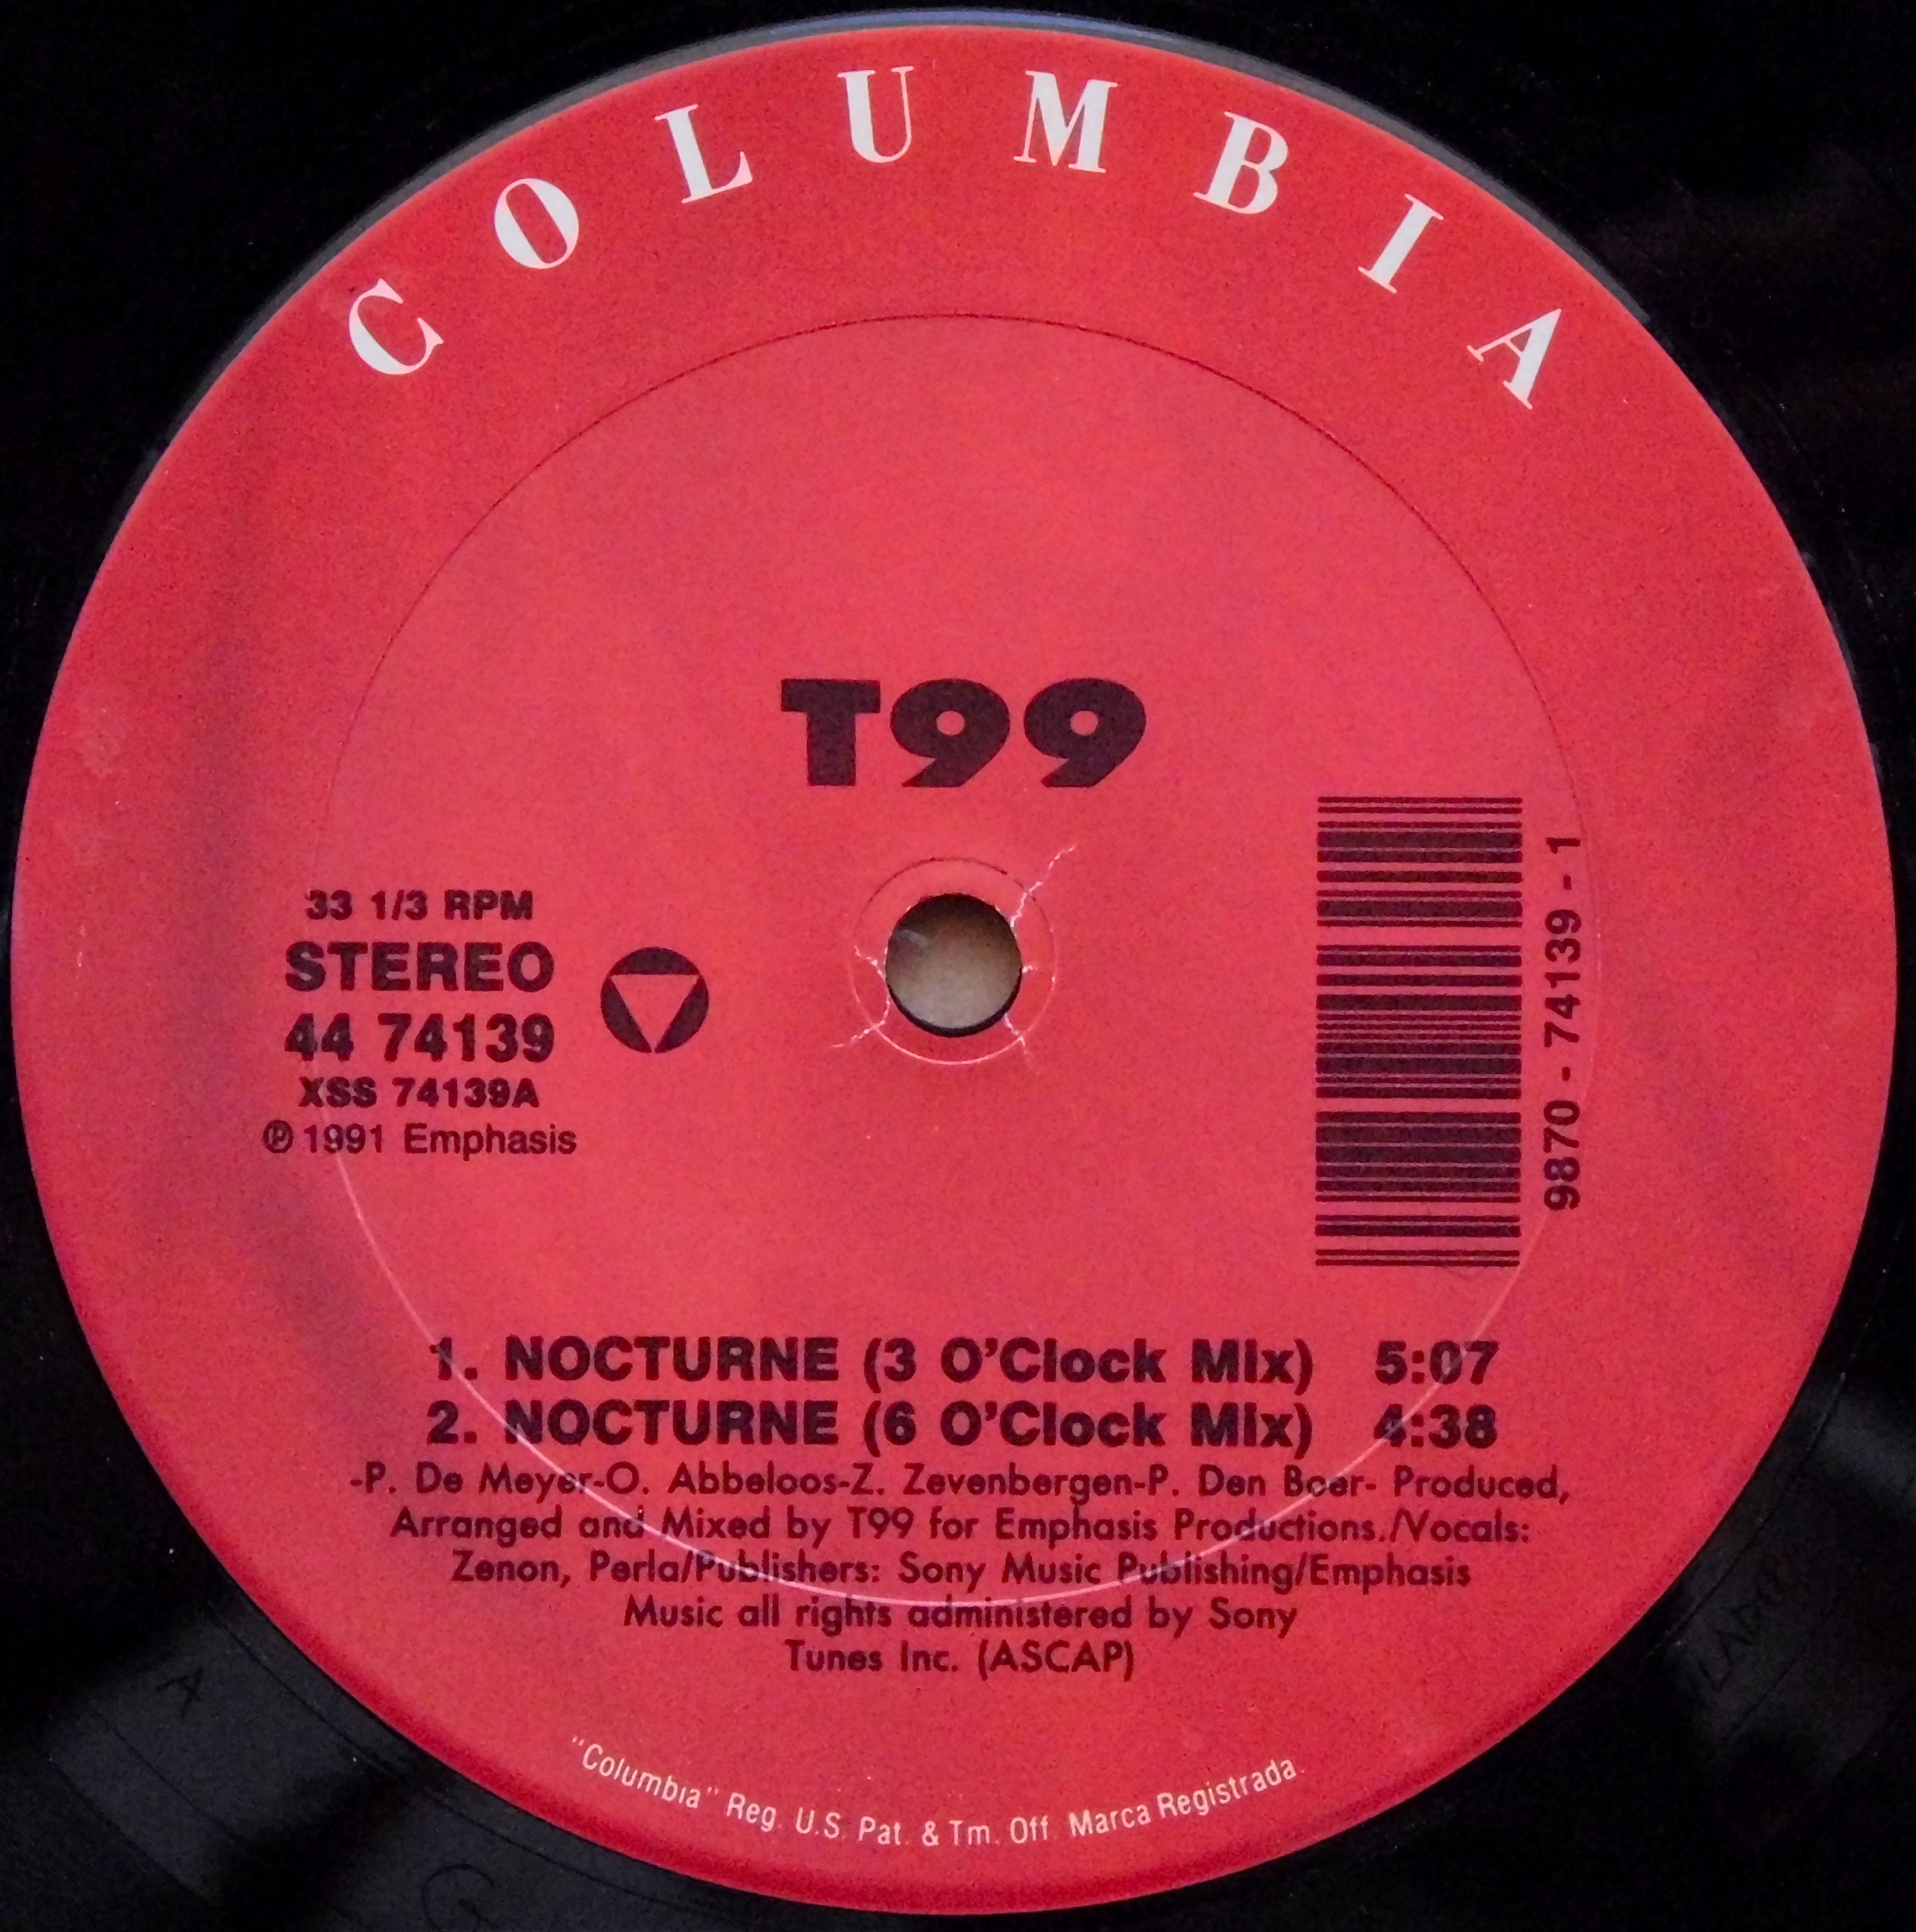 COLUMBIA
T99
33 1/3 RPM
STEREO
44 74139
XSS 74139A
℗ 1991 Emphasis
9870 - 74139 - 1
1. NOCTURNE (3 O'Clock Mix) 5:07
2. NOCTURNE (6 O'Clock Mix) 4:38
-P. De Meyer-O. Abbeloos-Z. Zevenbergen-P. Den Boer- Produced,
Arranged and Mixed by T99 for Emphasis Productions./Vocals:
Zenon, Perla/Publishers: Sony Music Publishing/Emphasis
Music all rights administered by Sony
Tunes Inc. (ASCAP)
"Columbia" Reg. U.S. Pat. & Tm. Off. Marca Registrada.
A